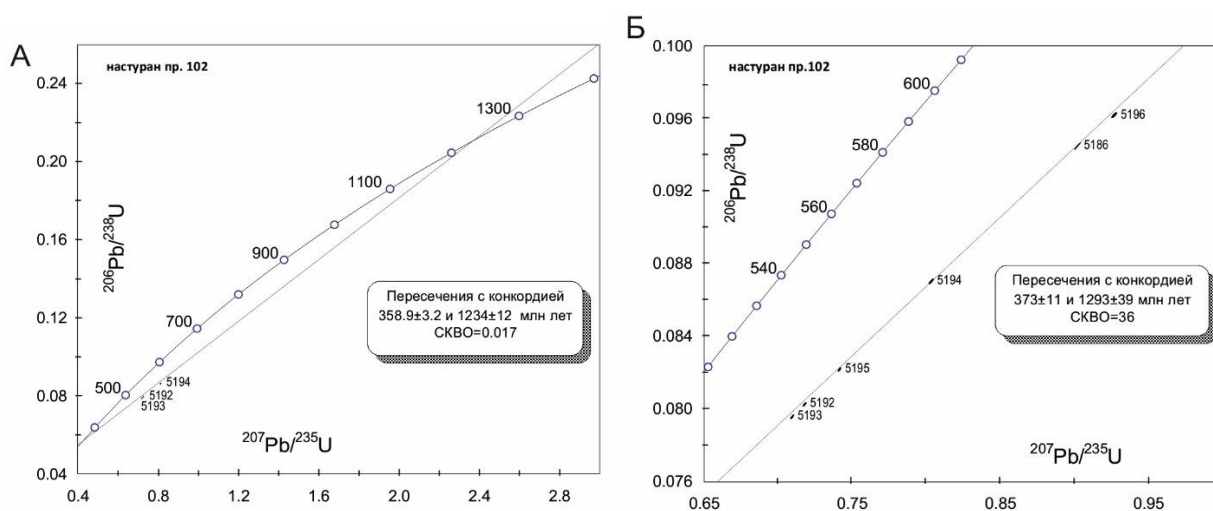 А
настуран пр. 102
0.24
0.20
0.16
0.12
0.08
0.04
²⁰⁶Pb/²³⁸U
1300
1100
900
700
500
5194
5192
5193
Пересечения с конкордией
358.9±3.2 и 1234±12 млн лет
СКВО=0.017
²⁰⁷Pb/²³⁵U
0.4 0.8 1.2 1.6 2.0 2.4 2.8
Б
настуран пр.102
0.100
0.096
0.092
0.088
0.084
0.080
0.076
²⁰⁶Pb/²³⁸U
600
580
560
540
5196
5186
5194
5195
5192
5193
Пересечения с конкордией
373±11 и 1293±39 млн лет
СКВО=36
²⁰⁷Pb/²³⁵U
0.65 0.75 0.85 0.95